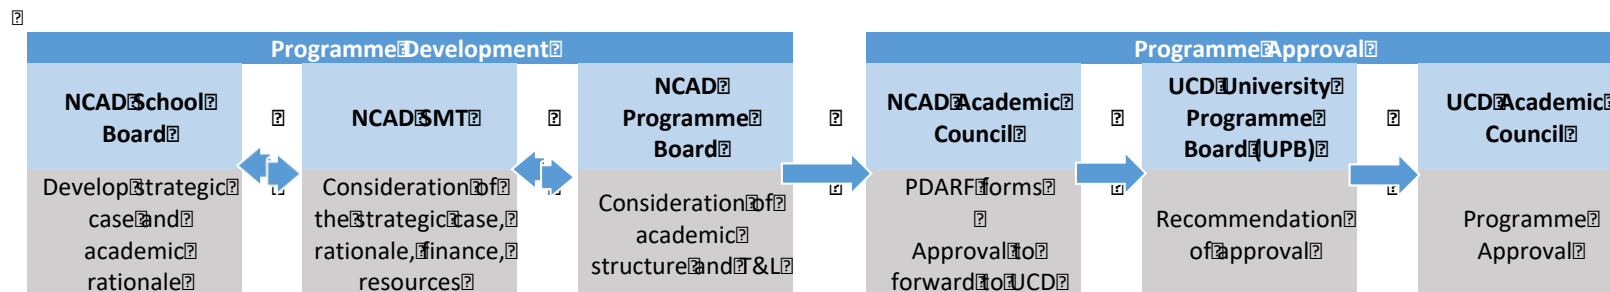 Programme Development
Programme Approval
NCAD School
Board
Develop strategic
case and
academic
rationale
NCAD SMT
Consideration of
the strategic case,
rationale, finance,
resources
NCAD
Programme
Board
Consideration of
academic
structure and T&L
NCAD Academic
Council
PDARF forms
Approval to
forward to UCD
UCD University
Programme
Board (UPB)
Recommendation
of approval
UCD Academic
Council
Programme
Approval